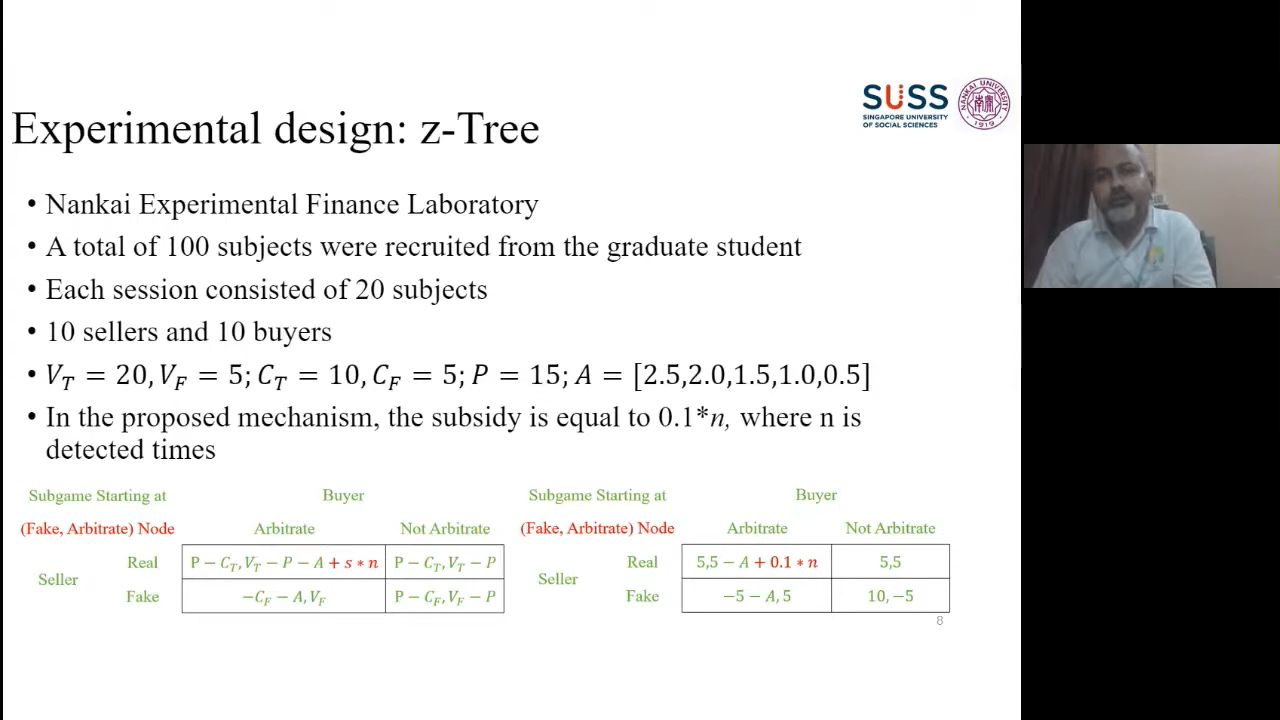 SUSS
SINGAPORE UNIVERSITY
OF SOCIAL SCIENCES
NANKAI UNIVERSITY
1919
Experimental design: z-Tree
• Nankai Experimental Finance Laboratory
• A total of 100 subjects were recruited from the graduate student
• Each session consisted of 20 subjects
• 10 sellers and 10 buyers
• V_T = 20, V_F = 5; C_T = 10, C_F = 5; P = 15; A = [2.5,2.0,1.5,1.0,0.5]
• In the proposed mechanism, the subsidy is equal to 0.1*n, where n is
detected times
Subgame Starting at Buyer
(Fake, Arbitrate) Node Arbitrate Not Arbitrate
Seller Real P − C_T, V_T − P − A + s * n P − C_T, V_T − P
Fake −C_F − A, V_F P − C_F, V_F − P
Subgame Starting at Buyer
(Fake, Arbitrate) Node Arbitrate Not Arbitrate
Seller Real 5,5 − A + 0.1 * n 5,5
Fake −5 − A, 5 10, −5
8